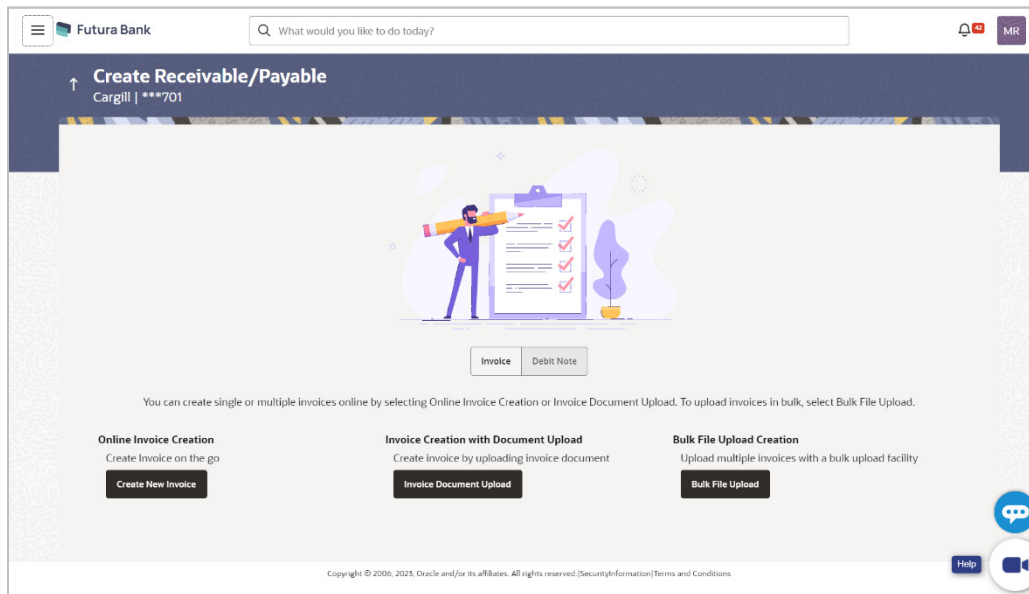 Futura Bank
What would you like to do today?
42
MR
Create Receivable/Payable
Cargill | ***701
Invoice
Debit Note
You can create single or multiple invoices online by selecting Online Invoice Creation or Invoice Document Upload. To upload invoices in bulk, select Bulk File Upload.
Online Invoice Creation
Create Invoice on the go
Create New Invoice
Invoice Creation with Document Upload
Create invoice by uploading invoice document
Invoice Document Upload
Bulk File Upload Creation
Upload multiple invoices with a bulk upload facility
Bulk File Upload
Help
Copyright © 2006, 2023, Oracle and/or its affiliates. All rights reserved.|SecurityInformation|Terms and Conditions